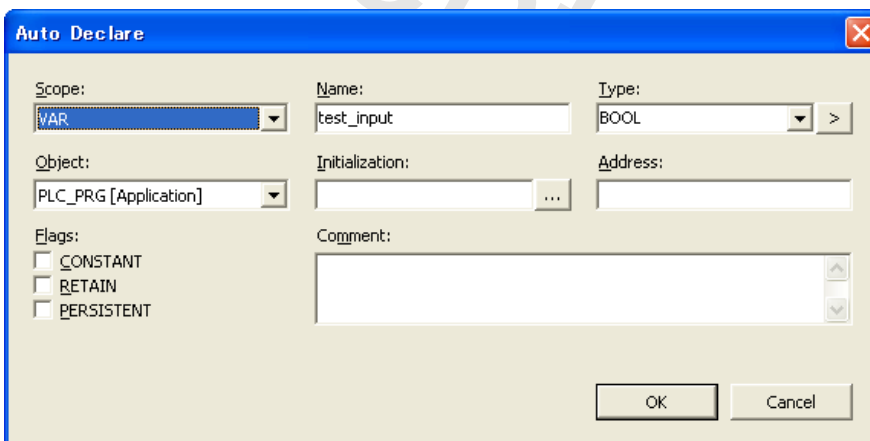 Auto Declare
Scope: Name: Type:
VAR test_input BOOL >
Object: Initialization: Address:
PLC_PRG [Application] ...
Flags: Comment:
CONSTANT
RETAIN
PERSISTENT
OK Cancel